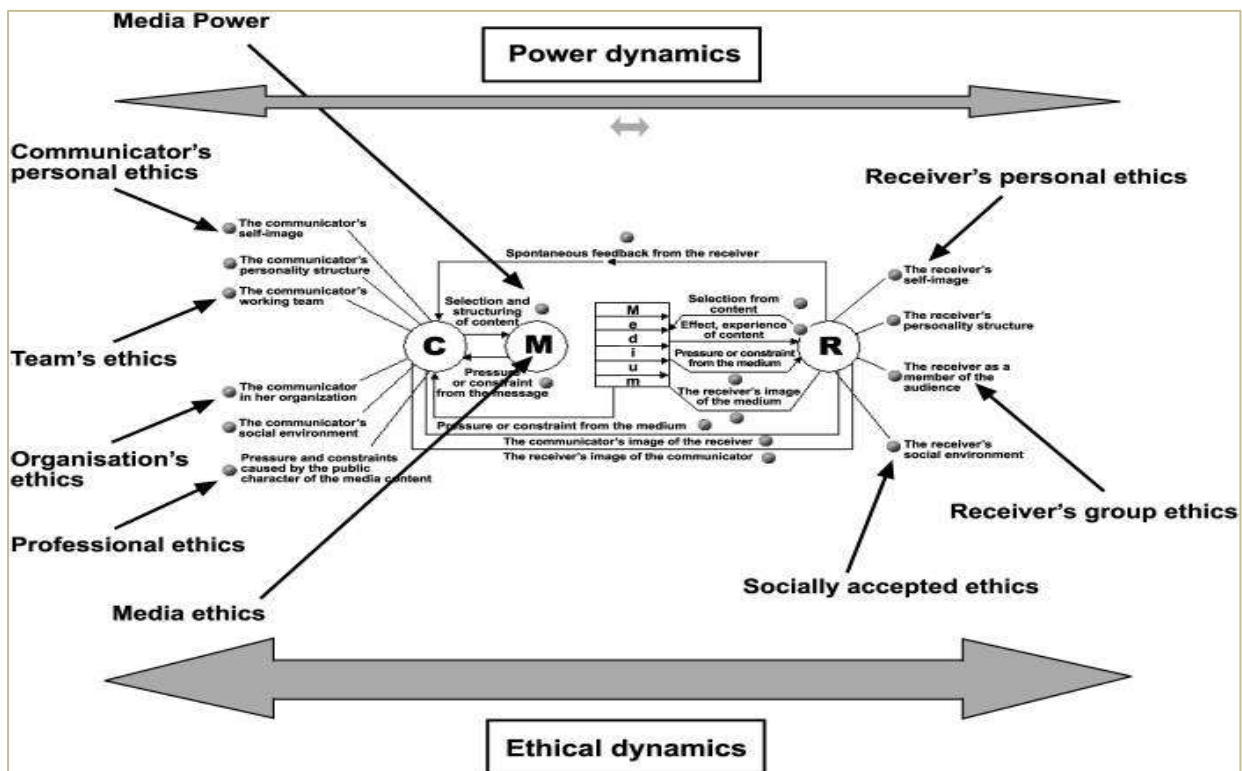 Media Power
Power dynamics
Communicator's
personal ethics
Receiver's personal ethics
The communicator's
self-image
The communicator's
personality structure
The communicator's
working team
Team's ethics
The communicator
in her organization
The communicator's
social environment
Organisation's
ethics
Pressure and constraints
caused by the public
character of the media content
Professional ethics
Media ethics
Spontaneous feedback from the receiver
Selection and
structuring
of content
C
M
Pressure
or constraint
from the message
M
e
d
i
u
m
Selection from
content
Effect, experience
of content
Pressure or constraint
from the medium
The receiver's image
of the medium
R
Pressure or constraint from the medium
The communicator's image of the receiver
The receiver's image of the communicator
The receiver's
self-image
The receiver's
personality structure
The receiver as a
member of the
audience
The receiver's
social environment
Receiver's group ethics
Socially accepted ethics
Ethical dynamics